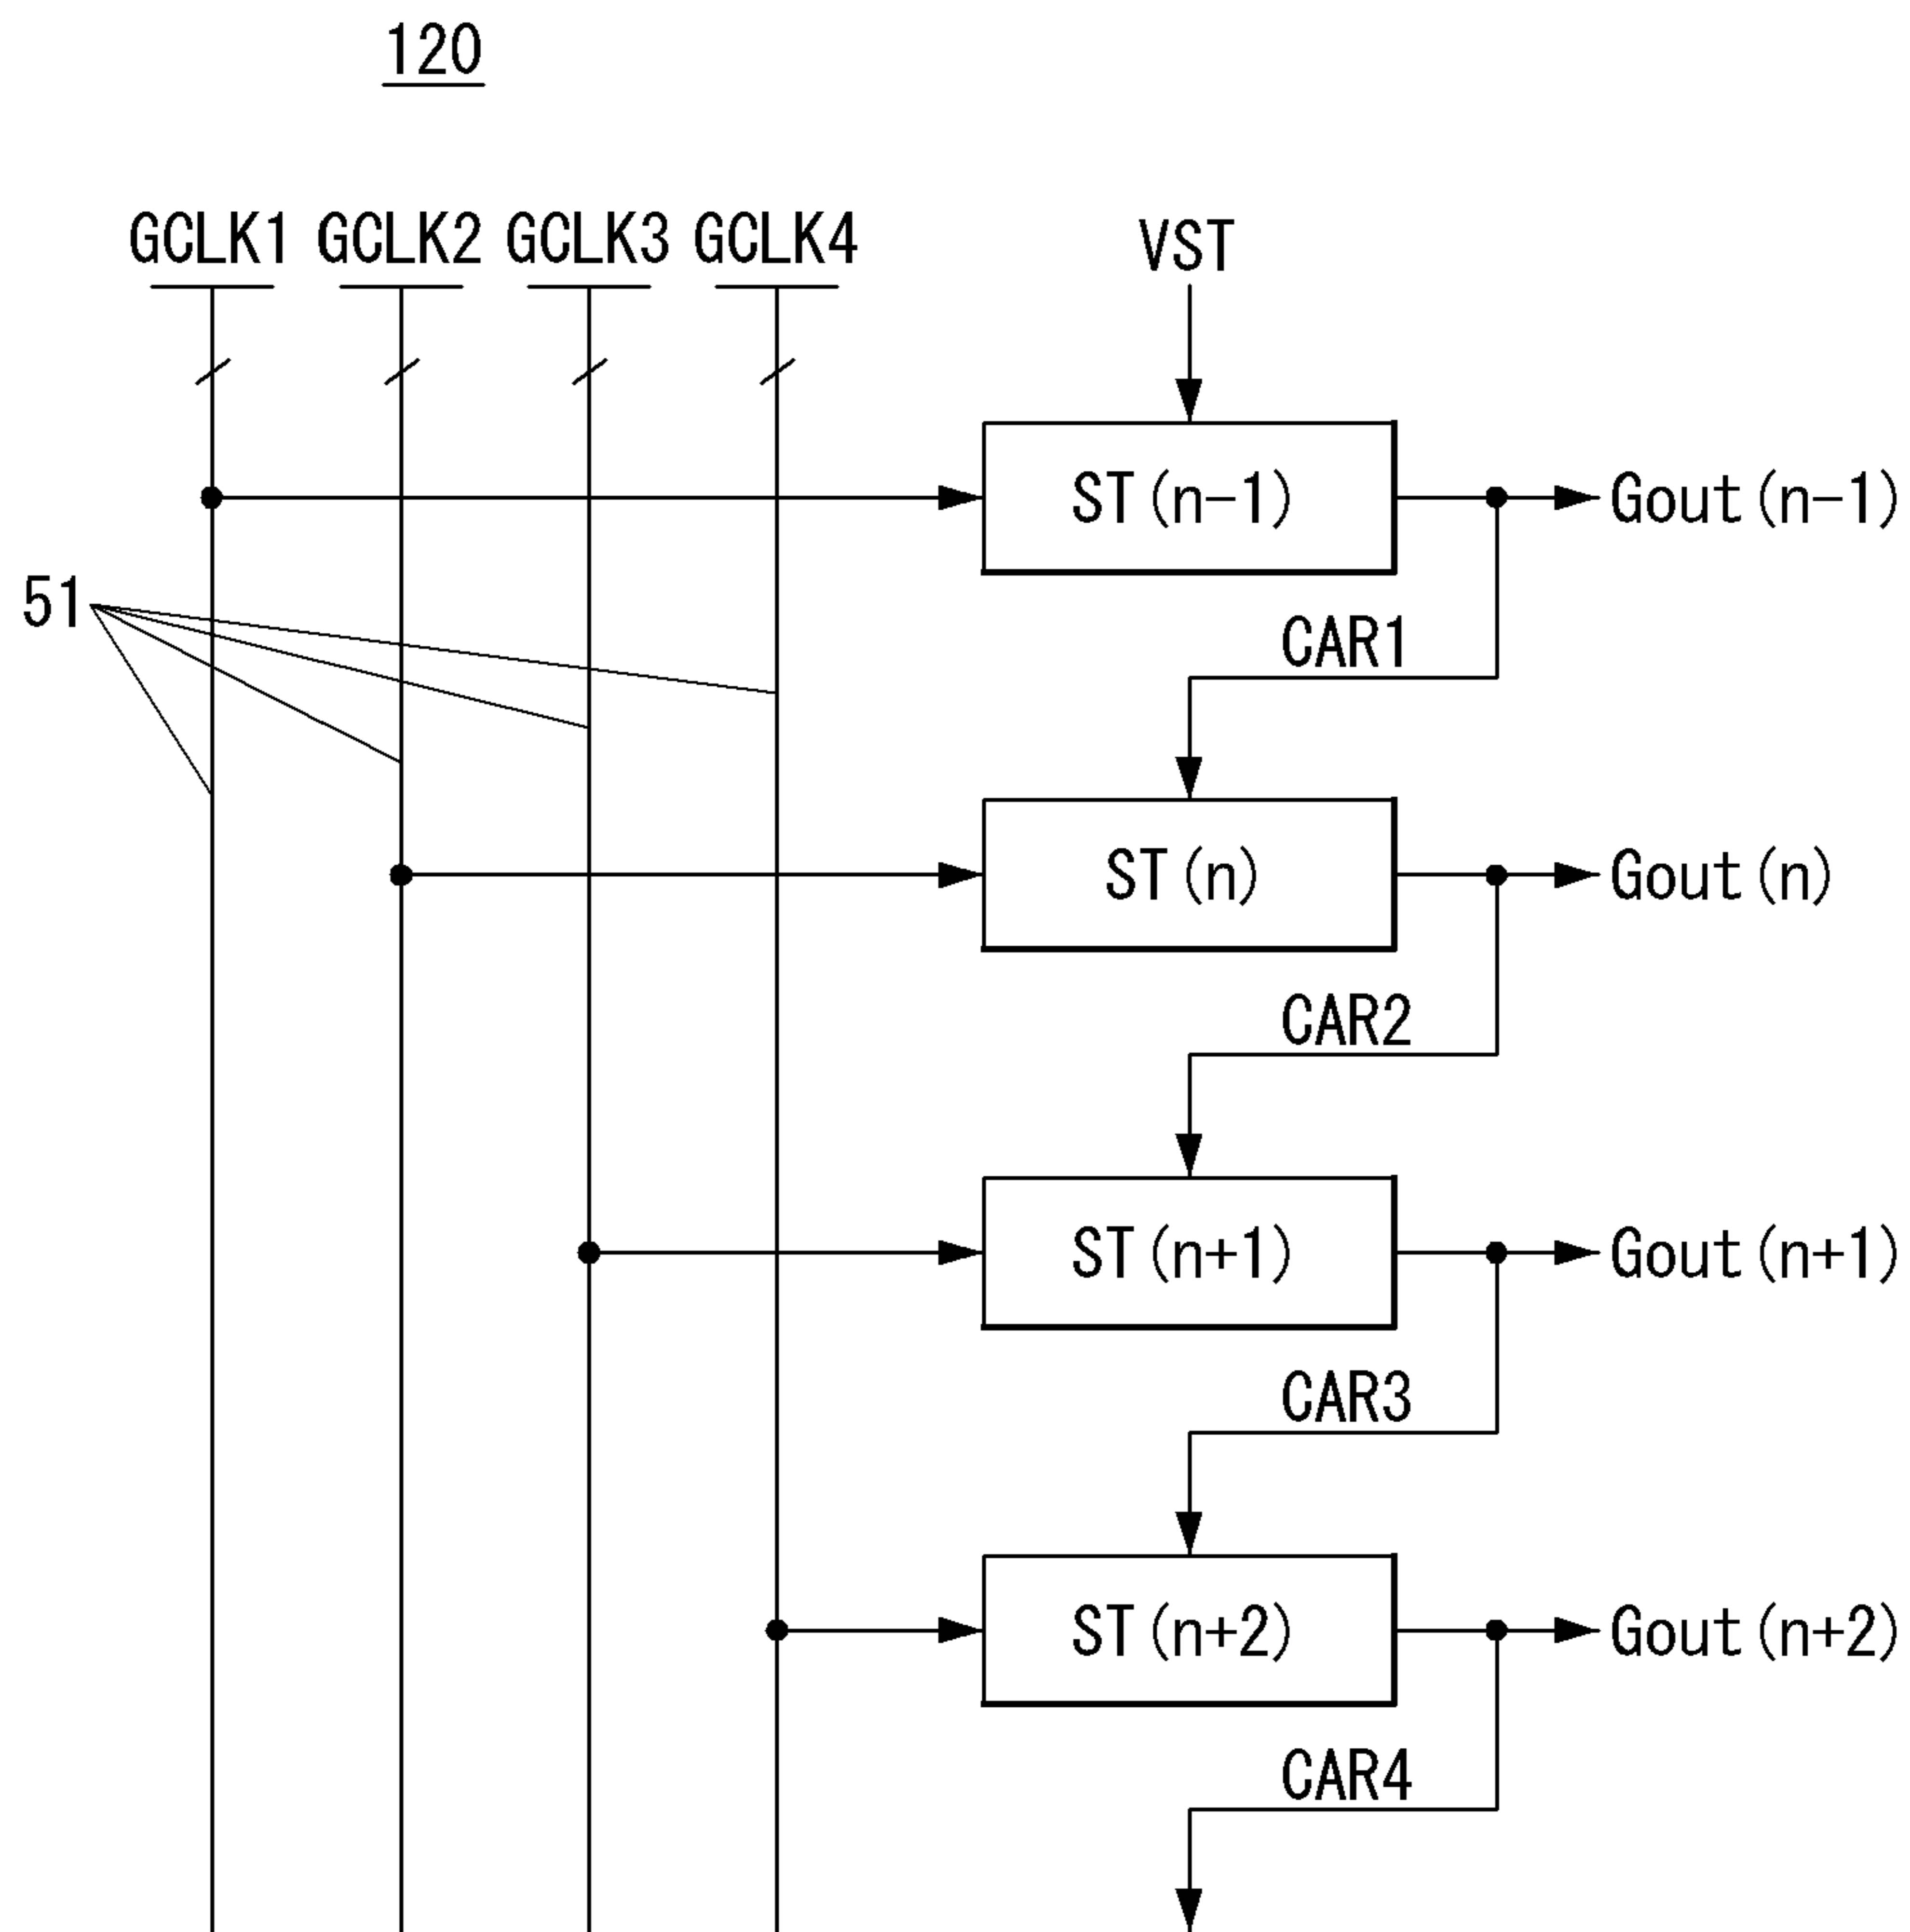 120
GCLK1 GCLK2 GCLK3 GCLK4 VST
ST(n-1) Gout(n-1)
51
CAR1
ST(n) Gout(n)
CAR2
ST(n+1) Gout(n+1)
CAR3
ST(n+2) Gout(n+2)
CAR4